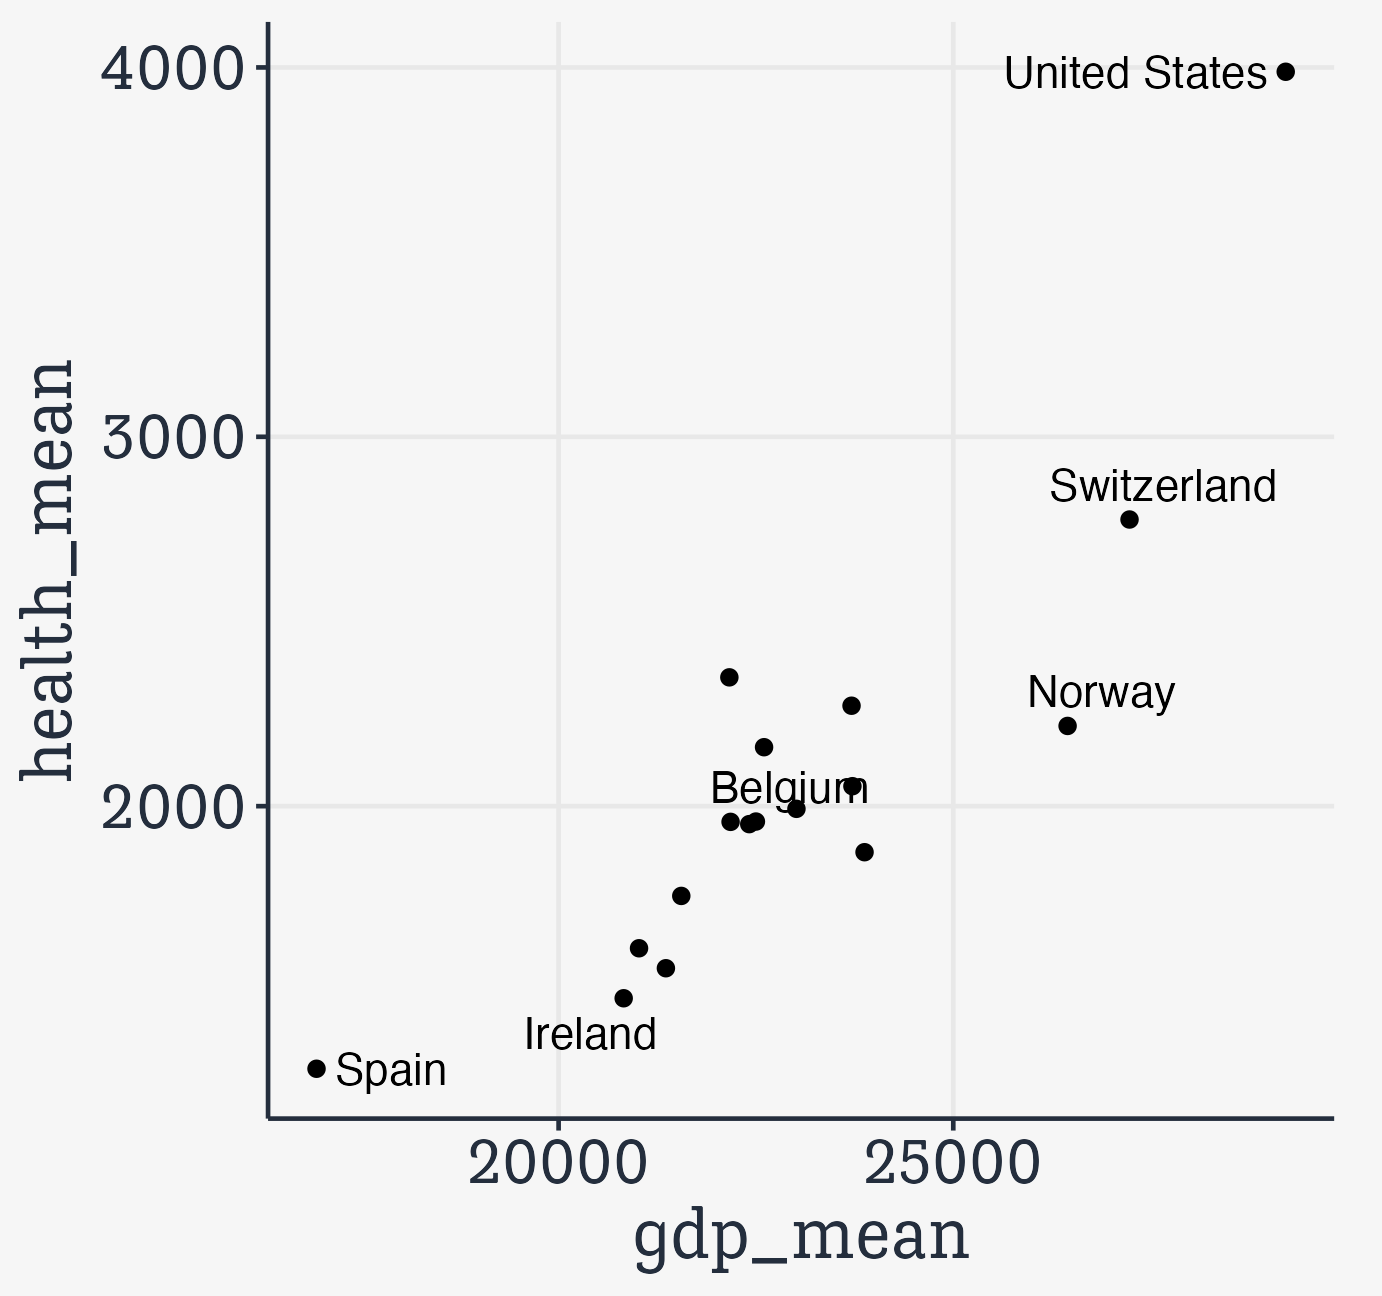 4000
United States
3000
Switzerland
Norway
Belgium
2000
Ireland
Spain
20000
25000
gdp_mean
health_mean